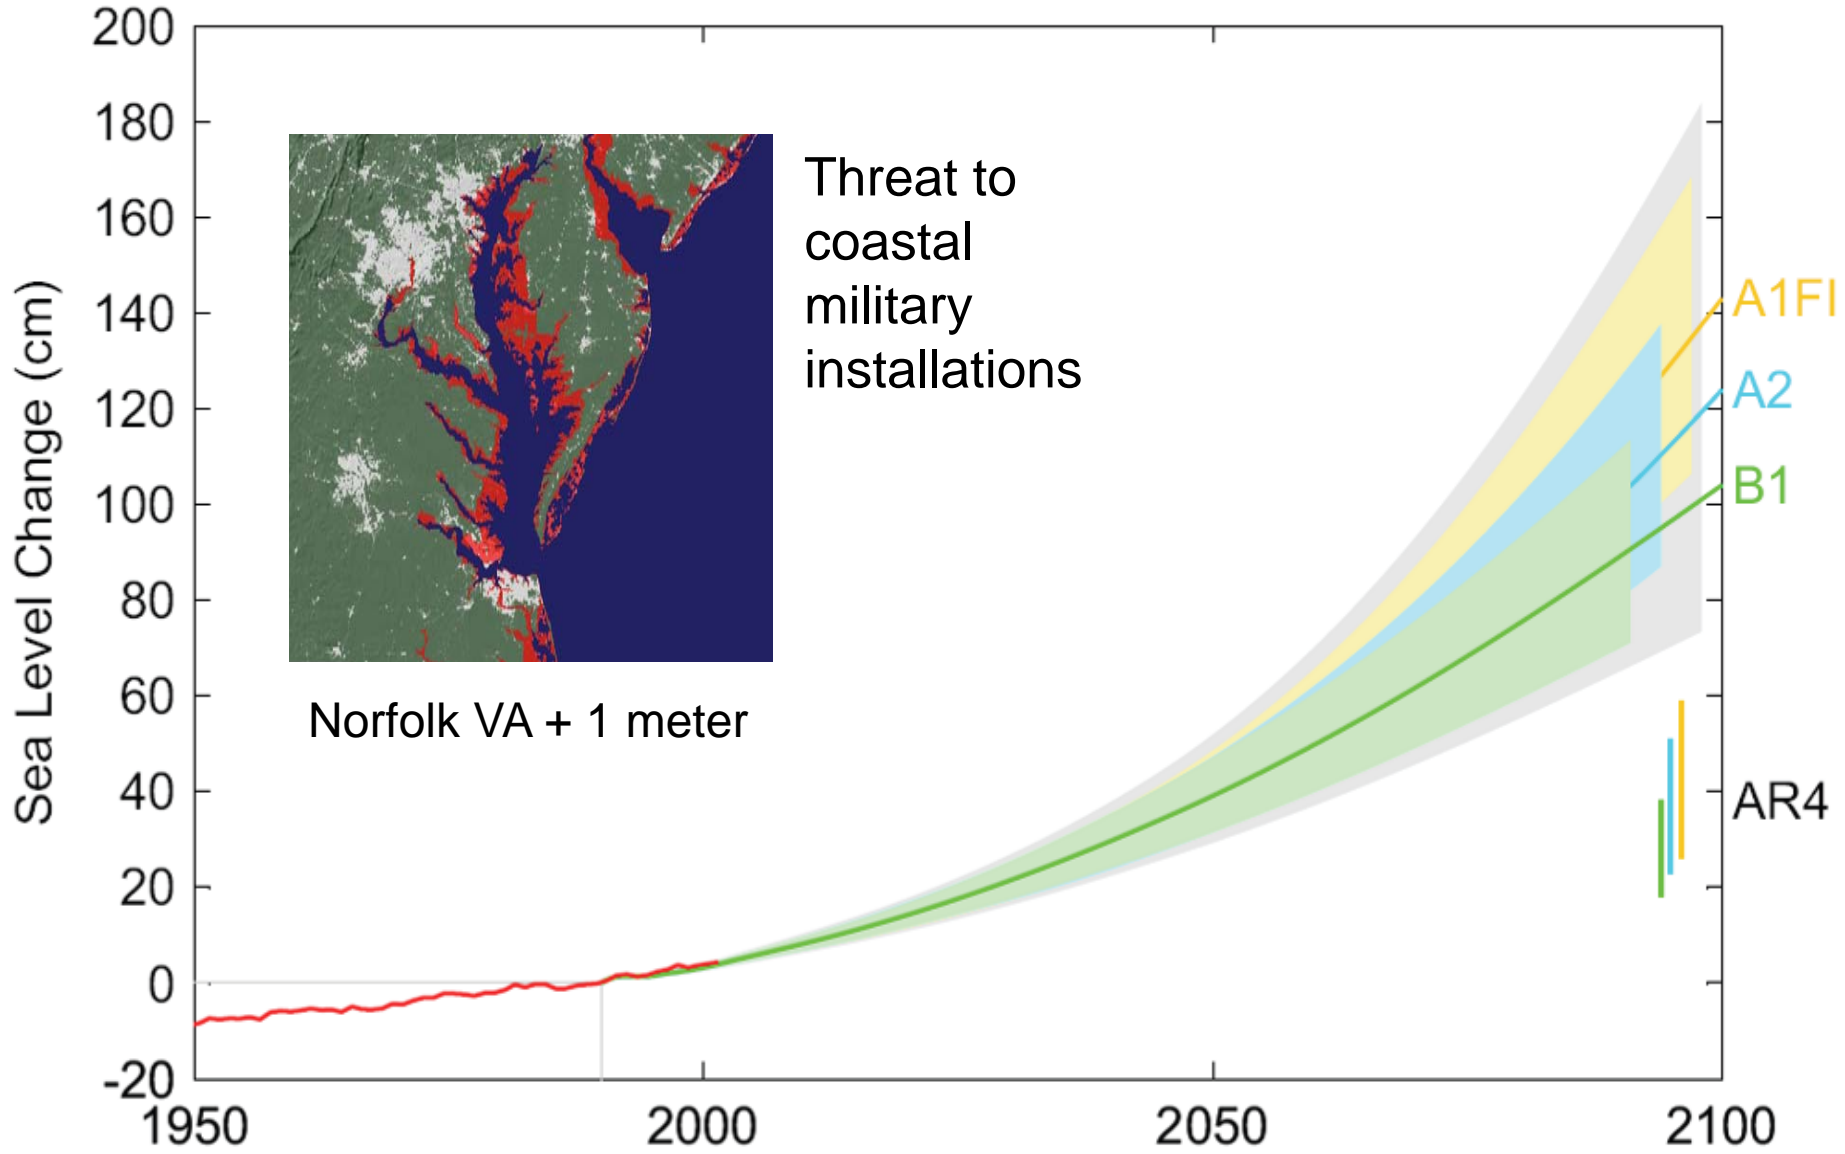 Sea Level Change (cm)
200
180
160
140
120
100
80
60
40
20
0
-20
1950
2000
2050
2100
Threat to
coastal
military
installations
Norfolk VA + 1 meter
A1FI
A2
B1
AR4